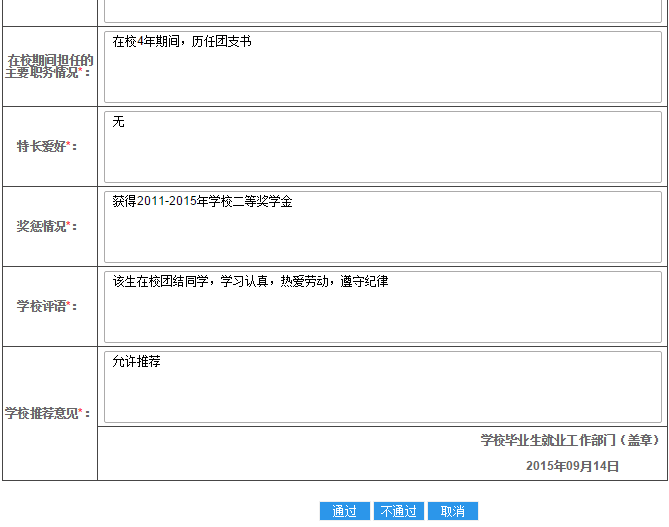 在校期间担任的
主要职务情况*：
在校4年期间，历任团支书
特长爱好*：
无
奖惩情况*：
获得2011-2015年学校二等奖学金
学校评语*：
该生在校团结同学，学习认真，热爱劳动，遵守纪律
学校推荐意见*：
允许推荐
学校毕业生就业工作部门（盖章）
2015年09月14日
通过 不通过 取消